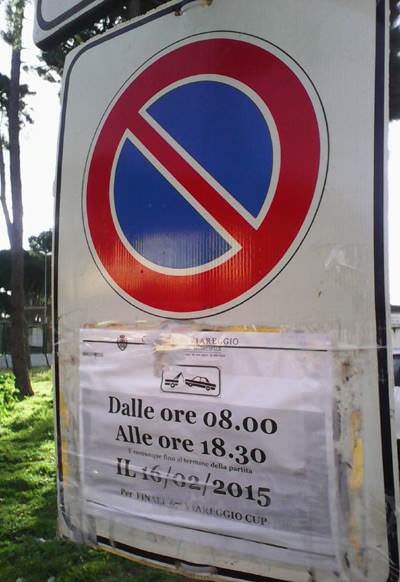 VIAREGGIO
Dalle ore 08.00
Alle ore 18.30
E comunque fino al termine della partita
IL 16/02/2015
Per FINALE VIAREGGIO CUP